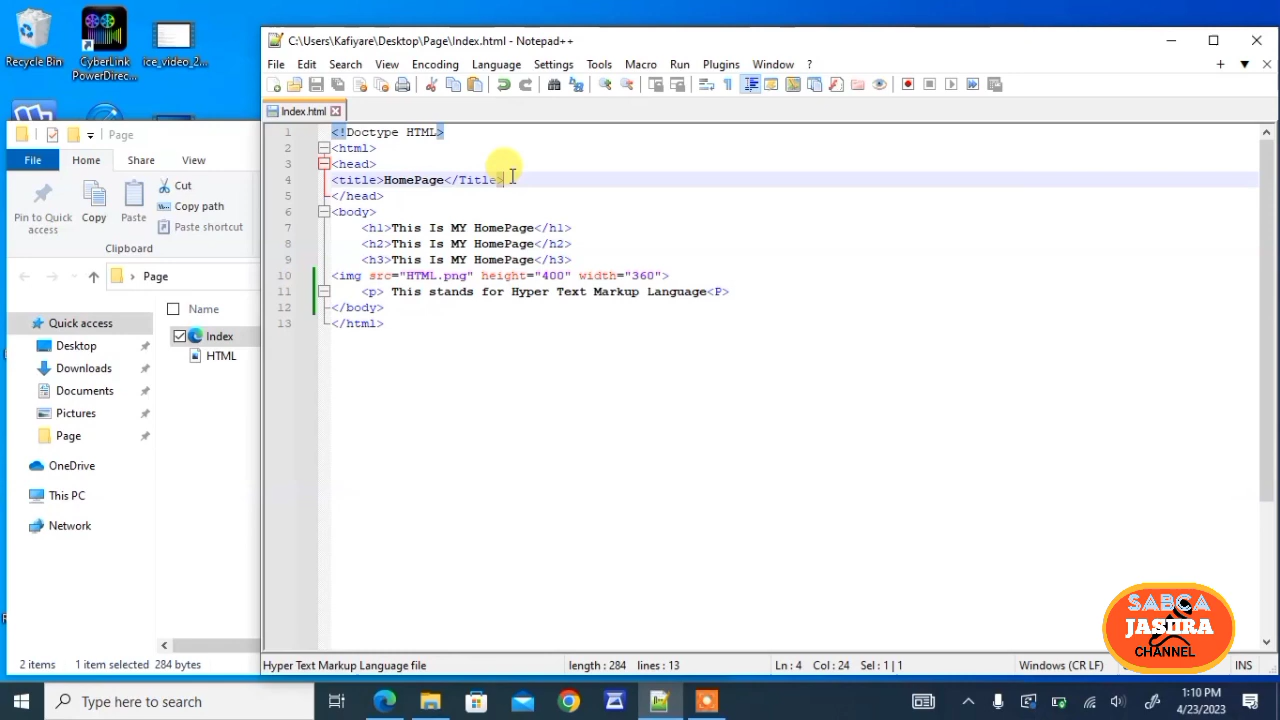 Recycle Bin
CyberLink
PowerDirec...
ice_video_2...
C:\Users\Kafiyare\Desktop\Page\Index.html - Notepad++
File Edit Search View Encoding Language Settings Tools Macro Run Plugins Window ?
Index.html
1 <!Doctype HTML>
2 <html>
3 <head>
4 <title>HomePage</Title>
5 </head>
6 <body>
7 <h1>This Is MY HomePage</h1>
8 <h2>This Is MY HomePage</h2>
9 <h3>This Is MY HomePage</h3>
10 <img src="HTML.png" height="400" width="360">
11 <p> This stands for Hyper Text Markup Language<P>
12 </body>
13 </html>
Page
File Home Share View
Pin to Quick access
Copy
Paste
Cut
Copy path
Paste shortcut
Clipboard
Page
Name
Index
HTML
Quick access
Desktop
Downloads
Documents
Pictures
Page
OneDrive
This PC
Network
2 items 1 item selected 284 bytes
Hyper Text Markup Language file length : 284 lines : 13 Ln : 4 Col : 24 Sel : 1 | 1 Windows (CR LF) INS
SABCA
JASIIRA
CHANNEL
Type here to search
1:10 PM
4/23/2023